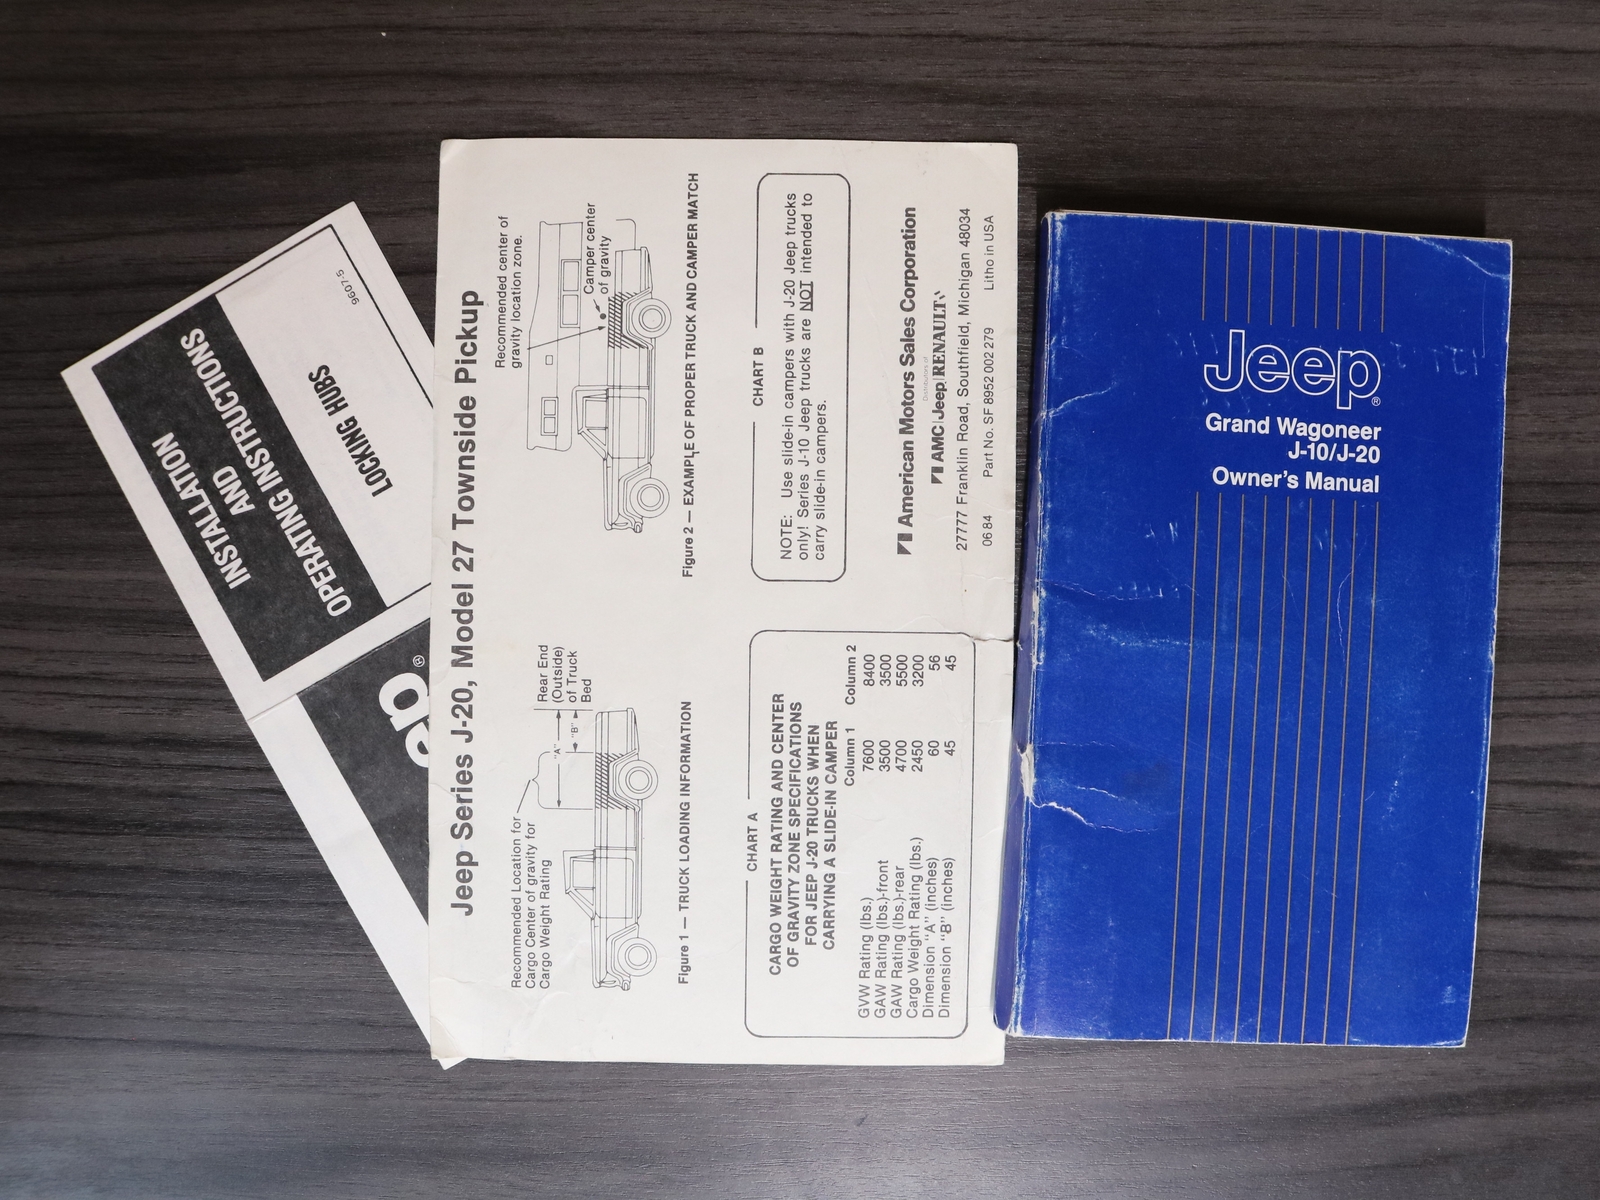 INSTALLATION
AND
OPERATING INSTRUCTIONS
LOCKING HUBS
9607-5
ep®
Jeep Series J-20, Model 27 Townside Pickup
Recommended Location for
Cargo Center of gravity for
Cargo Weight Rating
"A"
"B"
Rear End
(Outside)
of Truck
Bed
Figure 1 — TRUCK LOADING INFORMATION
Recommended center of
gravity location zone.
Camper center
of gravity
Figure 2 — EXAMPLE OF PROPER TRUCK AND CAMPER MATCH
CHART A
CARGO WEIGHT RATING AND CENTER
OF GRAVITY ZONE SPECIFICATIONS
FOR JEEP J-20 TRUCKS WHEN
CARRYING A SLIDE-IN CAMPER
Column 1 Column 2
GVW Rating (lbs.) 7600 8400
GAW Rating (lbs.)-front 3500 3500
GAW Rating (lbs.)-rear 4700 5500
Cargo Weight Rating (lbs.) 2450 3200
Dimension "A" (inches) 60 56
Dimension "B" (inches) 45 45
CHART B
NOTE: Use slide-in campers with J-20 Jeep trucks
only! Series J-10 Jeep trucks are NOT intended to
carry slide-in campers.
American Motors Sales Corporation
Distributors of
AMC|Jeep|RENAULT
27777 Franklin Road, Southfield, Michigan 48034
06 84 Part No. SF 8952 002 279 Litho in USA
Jeep®
Grand Wagoneer
J-10/J-20
Owner's Manual